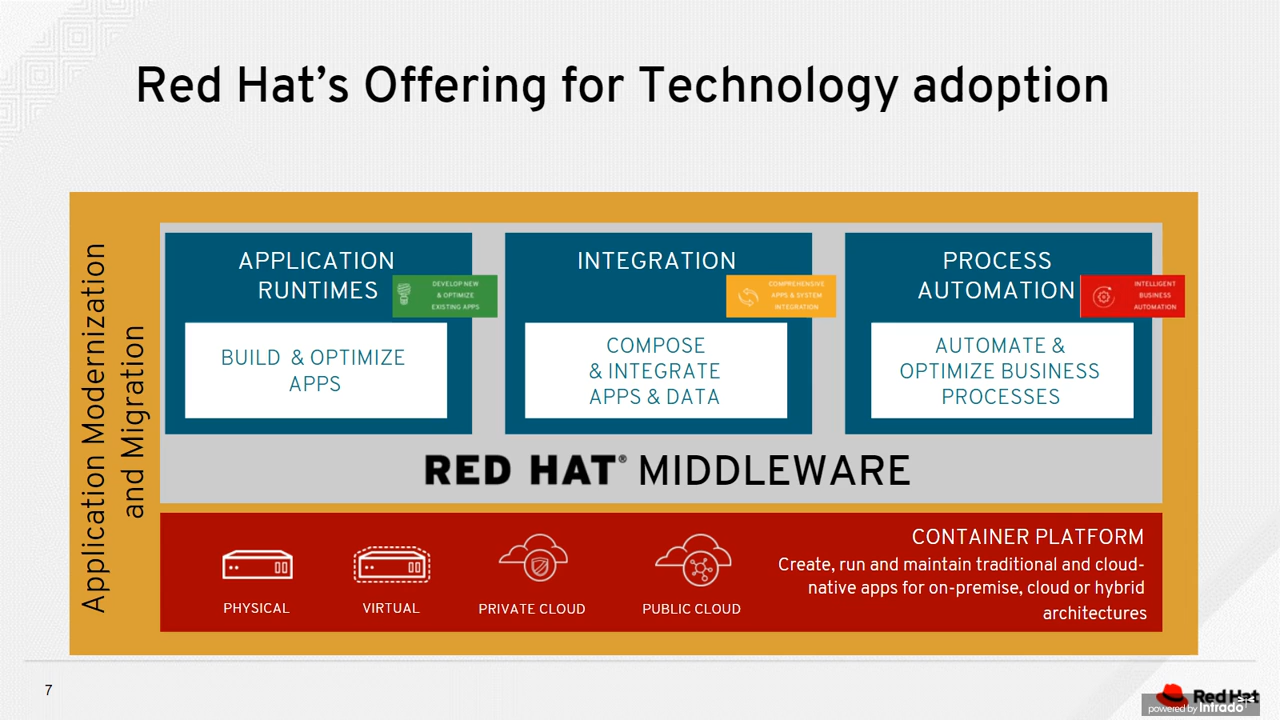 Red Hat's Offering for Technology adoption
Application Modernization
and Migration
APPLICATION
RUNTIMES
DEVELOP NEW
& OPTIMIZE
EXISTING APPS
BUILD & OPTIMIZE
APPS
INTEGRATION
COMPREHENSIVE
APPS & SYSTEM
INTEGRATION
COMPOSE
& INTEGRATE
APPS & DATA
PROCESS
AUTOMATION
INTELLIGENT
BUSINESS
AUTOMATION
AUTOMATE &
OPTIMIZE BUSINESS
PROCESSES
RED HAT® MIDDLEWARE
PHYSICAL
VIRTUAL
PRIVATE CLOUD
PUBLIC CLOUD
CONTAINER PLATFORM
Create, run and maintain traditional and cloud-
native apps for on-premise, cloud or hybrid
architectures
7
Red Hat
powered by Intrado